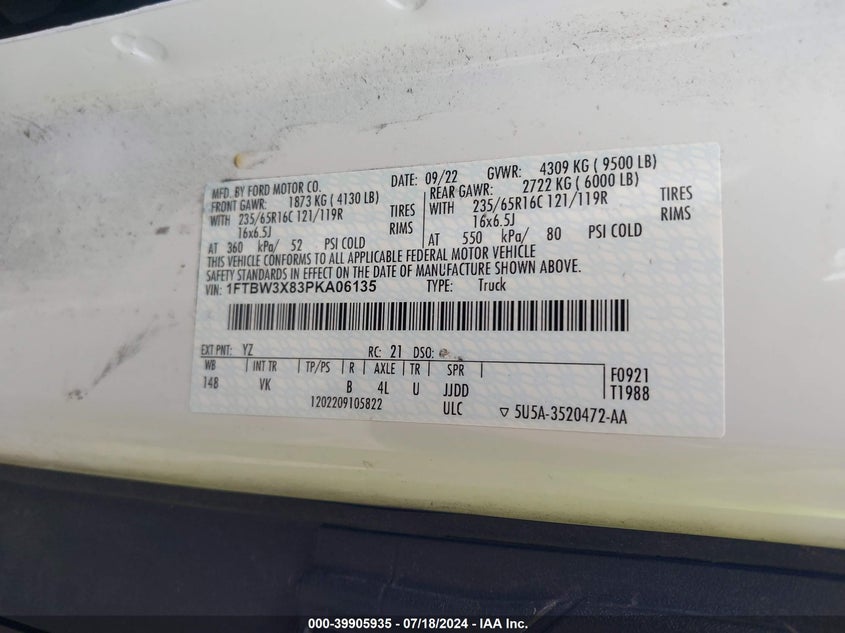 MFD. BY FORD MOTOR CO. DATE: 09/22 GVWR: 4309 KG ( 9500 LB)
FRONT GAWR: 1873 KG ( 4130 LB) REAR GAWR: 2722 KG ( 6000 LB)
WITH 235/65R16C 121/119R TIRES WITH 235/65R16C 121/119R TIRES
16x6.5J RIMS 16x6.5J RIMS
AT 360 kPa/ 52 PSI COLD AT 550 kPa/ 80 PSI COLD
THIS VEHICLE CONFORMS TO ALL APPLICABLE FEDERAL MOTOR VEHICLE
SAFETY STANDARDS IN EFFECT ON THE DATE OF MANUFACTURE SHOWN ABOVE.
VIN: 1FTBW3X83PKA06135 TYPE: Truck
EXT PNT: YZ RC: 21 DSO:
WB INT TR TP/PS R AXLE TR SPR F0921
148 VK B 4L U JJDD T1988
1202209105822 ULC ▽ 5U5A-3520472-AA
000-39905935 - 07/18/2024 - IAA Inc.